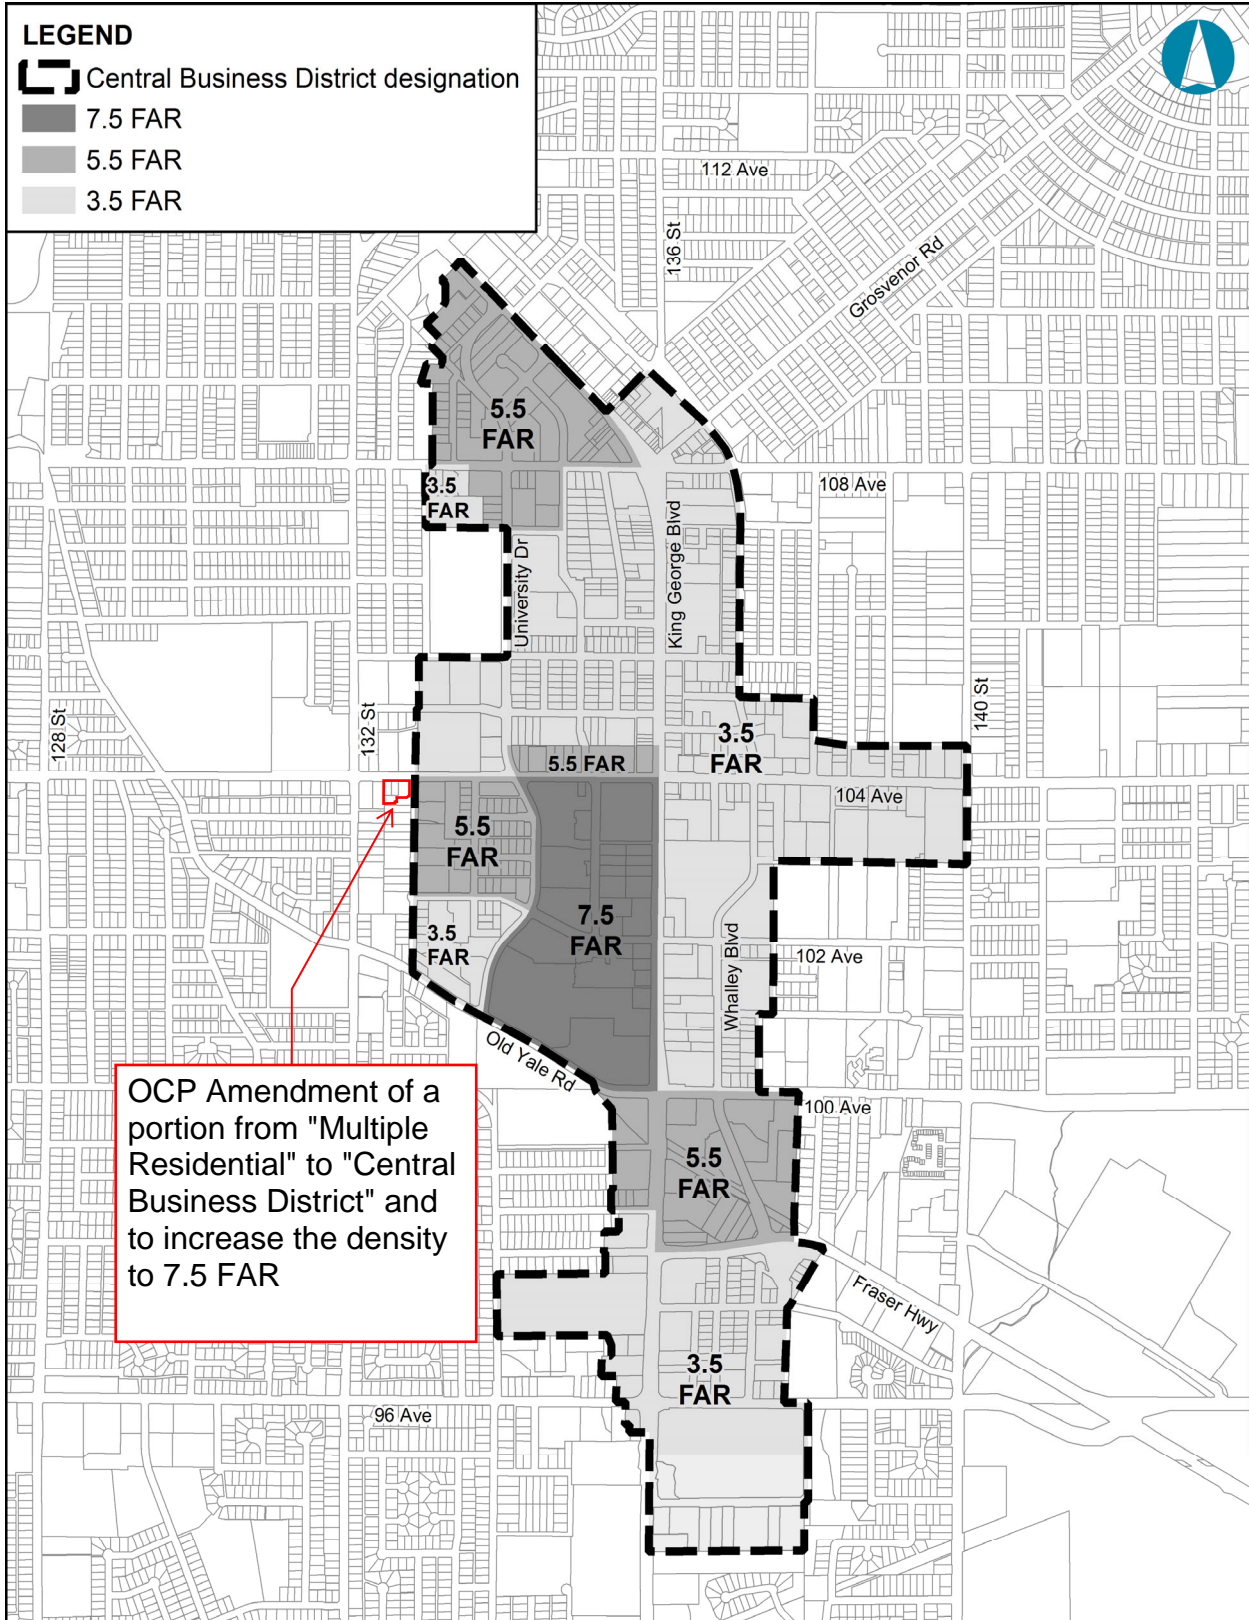 LEGEND
Central Business District designation
7.5 FAR
5.5 FAR
3.5 FAR
112 Ave
136 St
Grosvenor Rd
5.5
FAR
3.5
FAR
108 Ave
King George Blvd
University Dr
128 St
132 St
140 St
3.5
FAR
5.5 FAR
104 Ave
5.5
FAR
7.5
FAR
3.5
FAR
102 Ave
Whalley Blvd
Old Yale Rd
100 Ave
OCP Amendment of a
portion from "Multiple
Residential" to "Central
Business District" and
to increase the density
to 7.5 FAR
5.5
FAR
Fraser Hwy
3.5
FAR
96 Ave